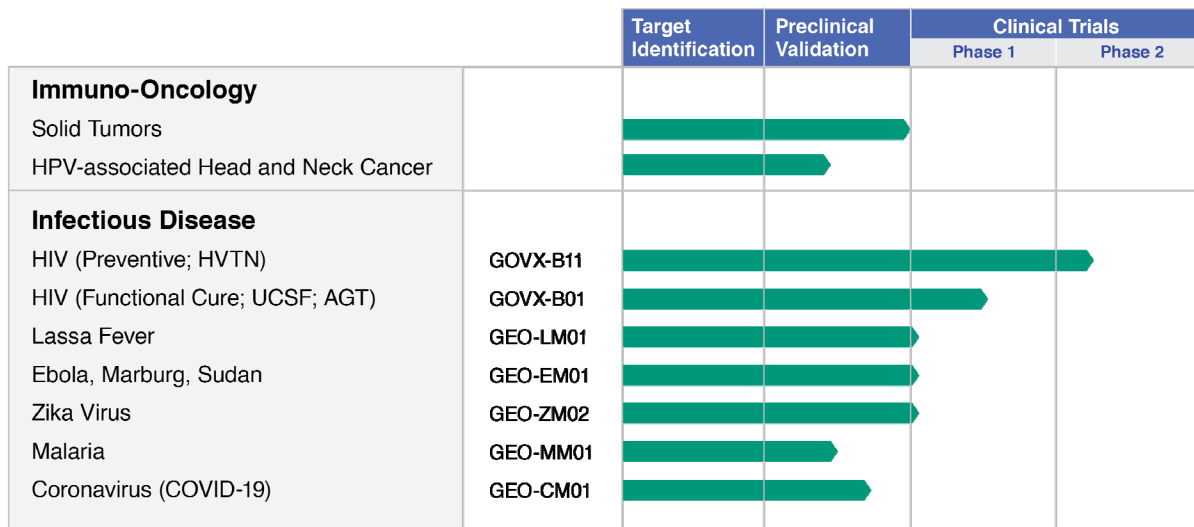 Target Identification
Preclinical Validation
Clinical Trials
Phase 1
Phase 2
Immuno-Oncology
Solid Tumors
HPV-associated Head and Neck Cancer
Infectious Disease
HIV (Preventive; HVTN) GOVX-B11
HIV (Functional Cure; UCSF; AGT) GOVX-B01
Lassa Fever GEO-LM01
Ebola, Marburg, Sudan GEO-EM01
Zika Virus GEO-ZM02
Malaria GEO-MM01
Coronavirus (COVID-19) GEO-CM01